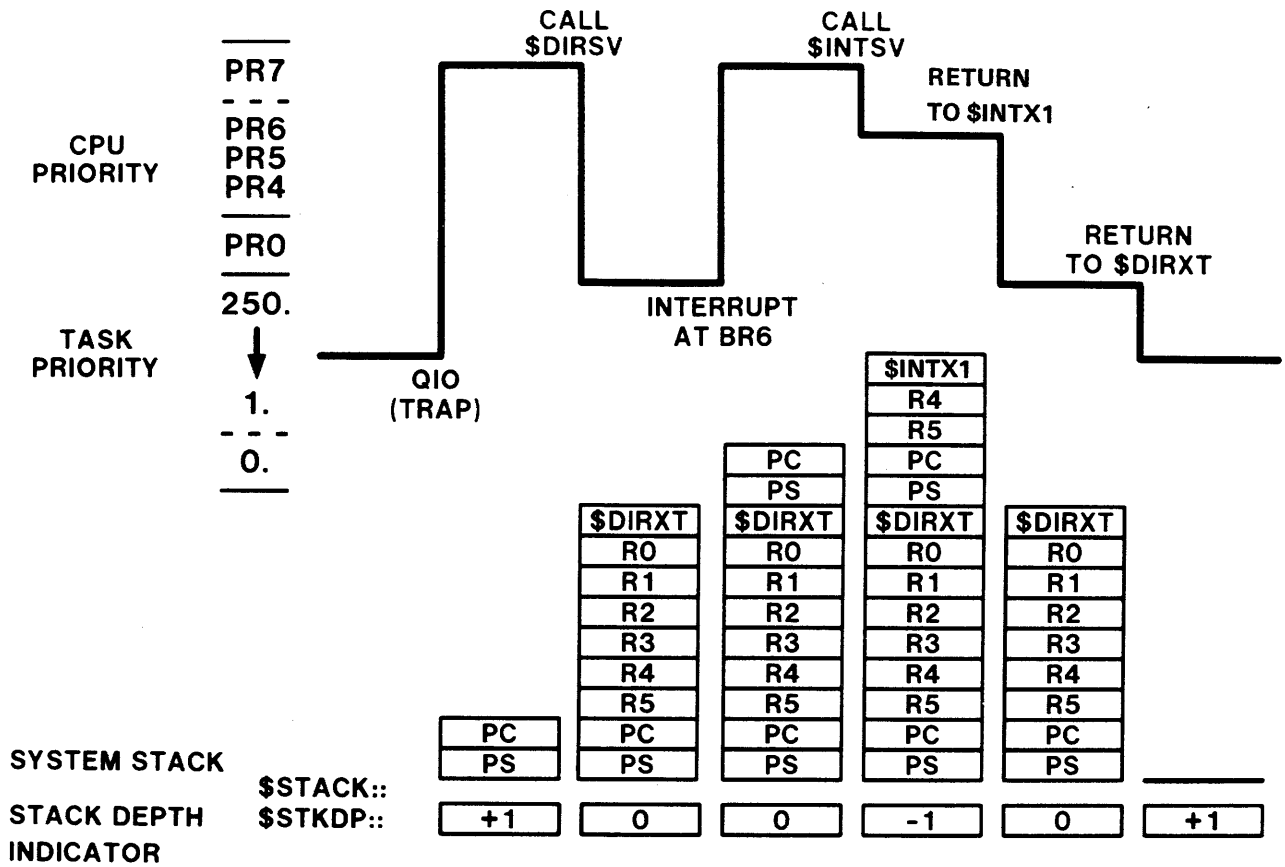 CALL
$DIRSV
CALL
$INTSV
RETURN
TO $INTX1
RETURN
TO $DIRXT
INTERRUPT
AT BR6
QIO
(TRAP)
CPU
PRIORITY
PR7
PR6
PR5
PR4
PR0
TASK
PRIORITY
250.
1.
0.
PC
PS
$DIRXT
R0
R1
R2
R3
R4
R5
PC
PS
PC
PS
$DIRXT
R0
R1
R2
R3
R4
R5
PC
PS
$INTX1
R4
R5
PC
PS
$DIRXT
R0
R1
R2
R3
R4
R5
PC
PS
$DIRXT
R0
R1
R2
R3
R4
R5
PC
PS
SYSTEM STACK
$STACK::
STACK DEPTH
INDICATOR
$STKDP::
+1
0
0
-1
0
+1